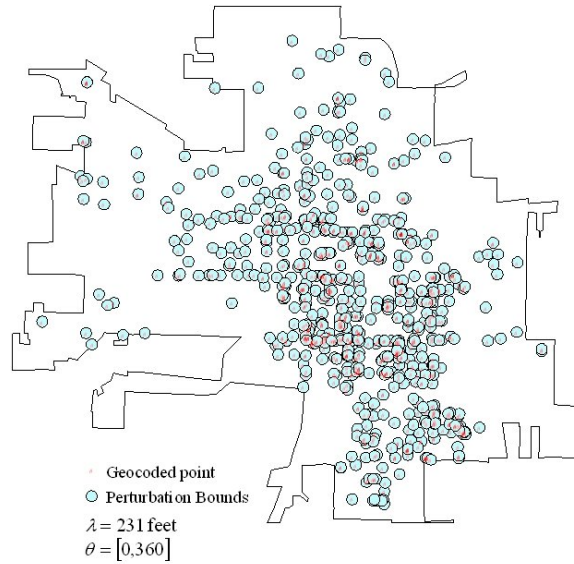 Geocoded point
Perturbation Bounds
λ = 231 feet
θ = [0,360]